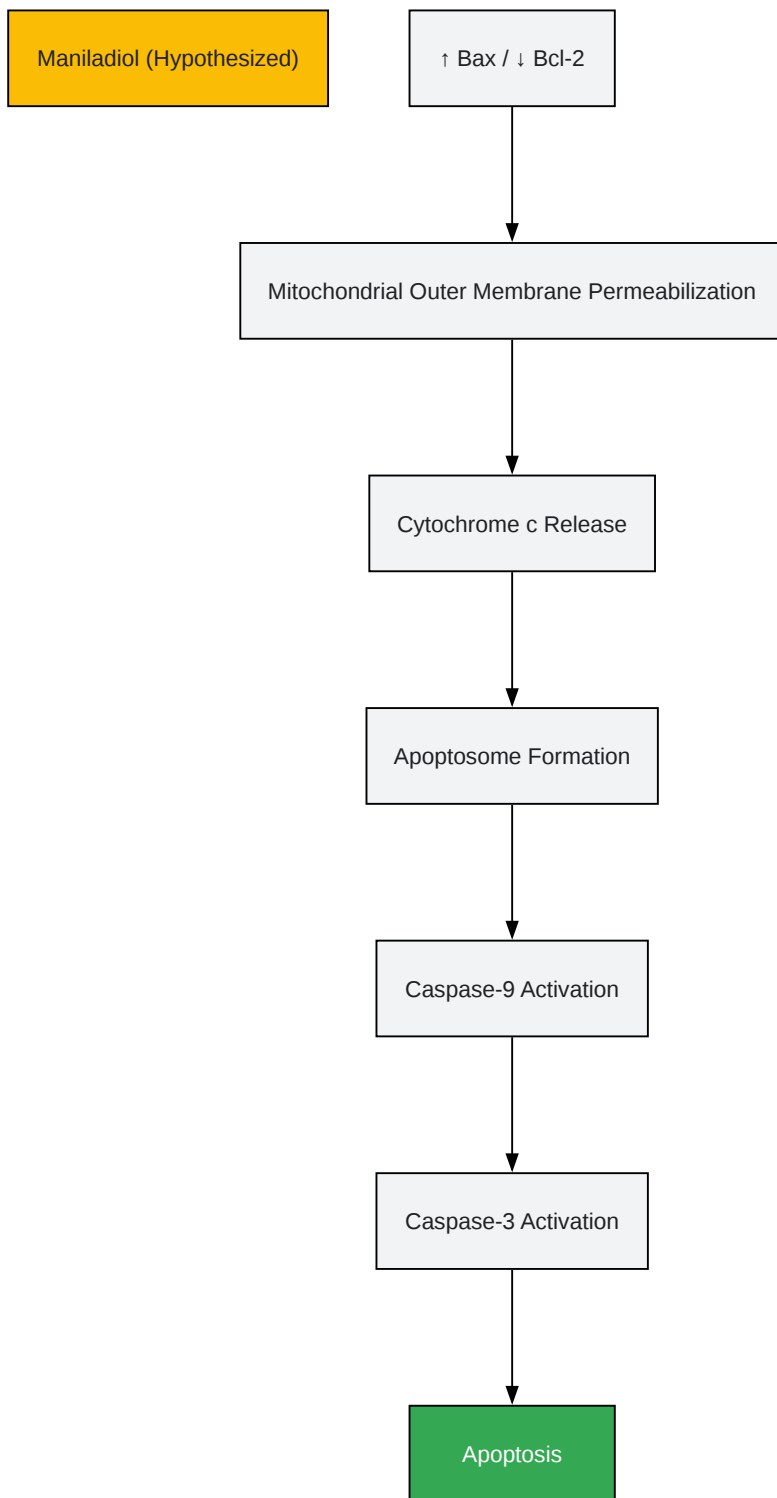 Maniladiol (Hypothesized)
↑ Bax / ↓ Bcl-2
Mitochondrial Outer Membrane Permeabilization
Cytochrome c Release
Apoptosome Formation
Caspase-9 Activation
Caspase-3 Activation
Apoptosis